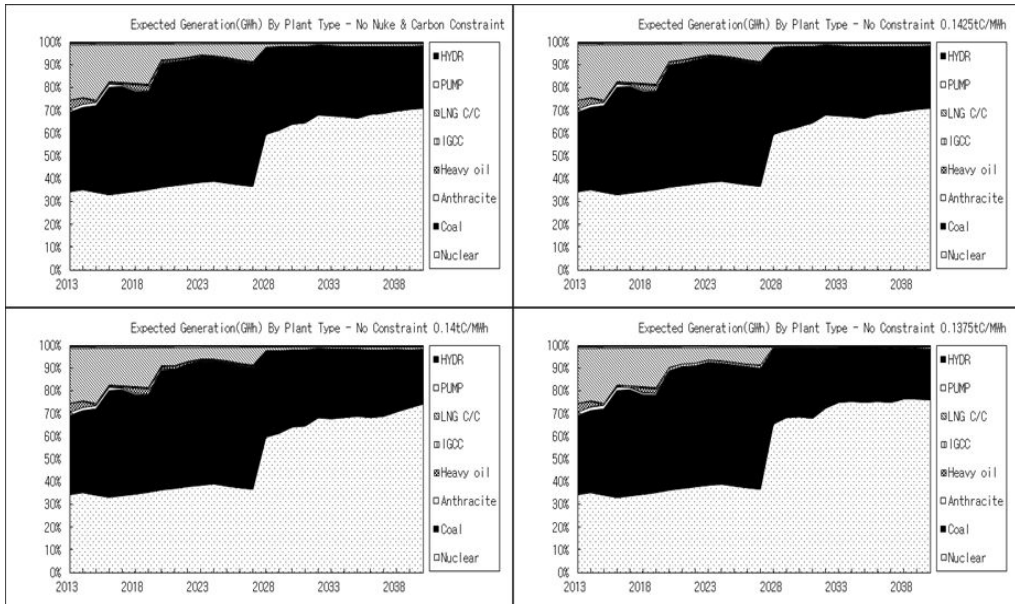 Expected Generation(GWh) By Plant Type - No Nuke & Carbon Constraint
100%
90%
80%
70%
60%
50%
40%
30%
20%
10%
0%
2013 2018 2023 2028 2033 2038
HYDR
PUMP
LNG C/C
IGCC
Heavy oil
Anthracite
Coal
Nuclear
Expected Generation(GWh) By Plant Type - No Constraint 0.1425tC/MWh
100%
90%
80%
70%
60%
50%
40%
30%
20%
10%
0%
2013 2018 2023 2028 2033 2038
HYDR
PUMP
LNG C/C
IGCC
Heavy oil
Anthracite
Coal
Nuclear
Expected Generation(GWh) By Plant Type - No Constraint 0.14tC/MWh
100%
90%
80%
70%
60%
50%
40%
30%
20%
10%
0%
2013 2018 2023 2028 2033 2038
HYDR
PUMP
LNG C/C
IGCC
Heavy oil
Anthracite
Coal
Nuclear
Expected Generation(GWh) By Plant Type - No Constraint 0.1375tC/MWh
100%
90%
80%
70%
60%
50%
40%
30%
20%
10%
0%
2013 2018 2023 2028 2033 2038
HYDR
PUMP
LNG C/C
IGCC
Heavy oil
Anthracite
Coal
Nuclear